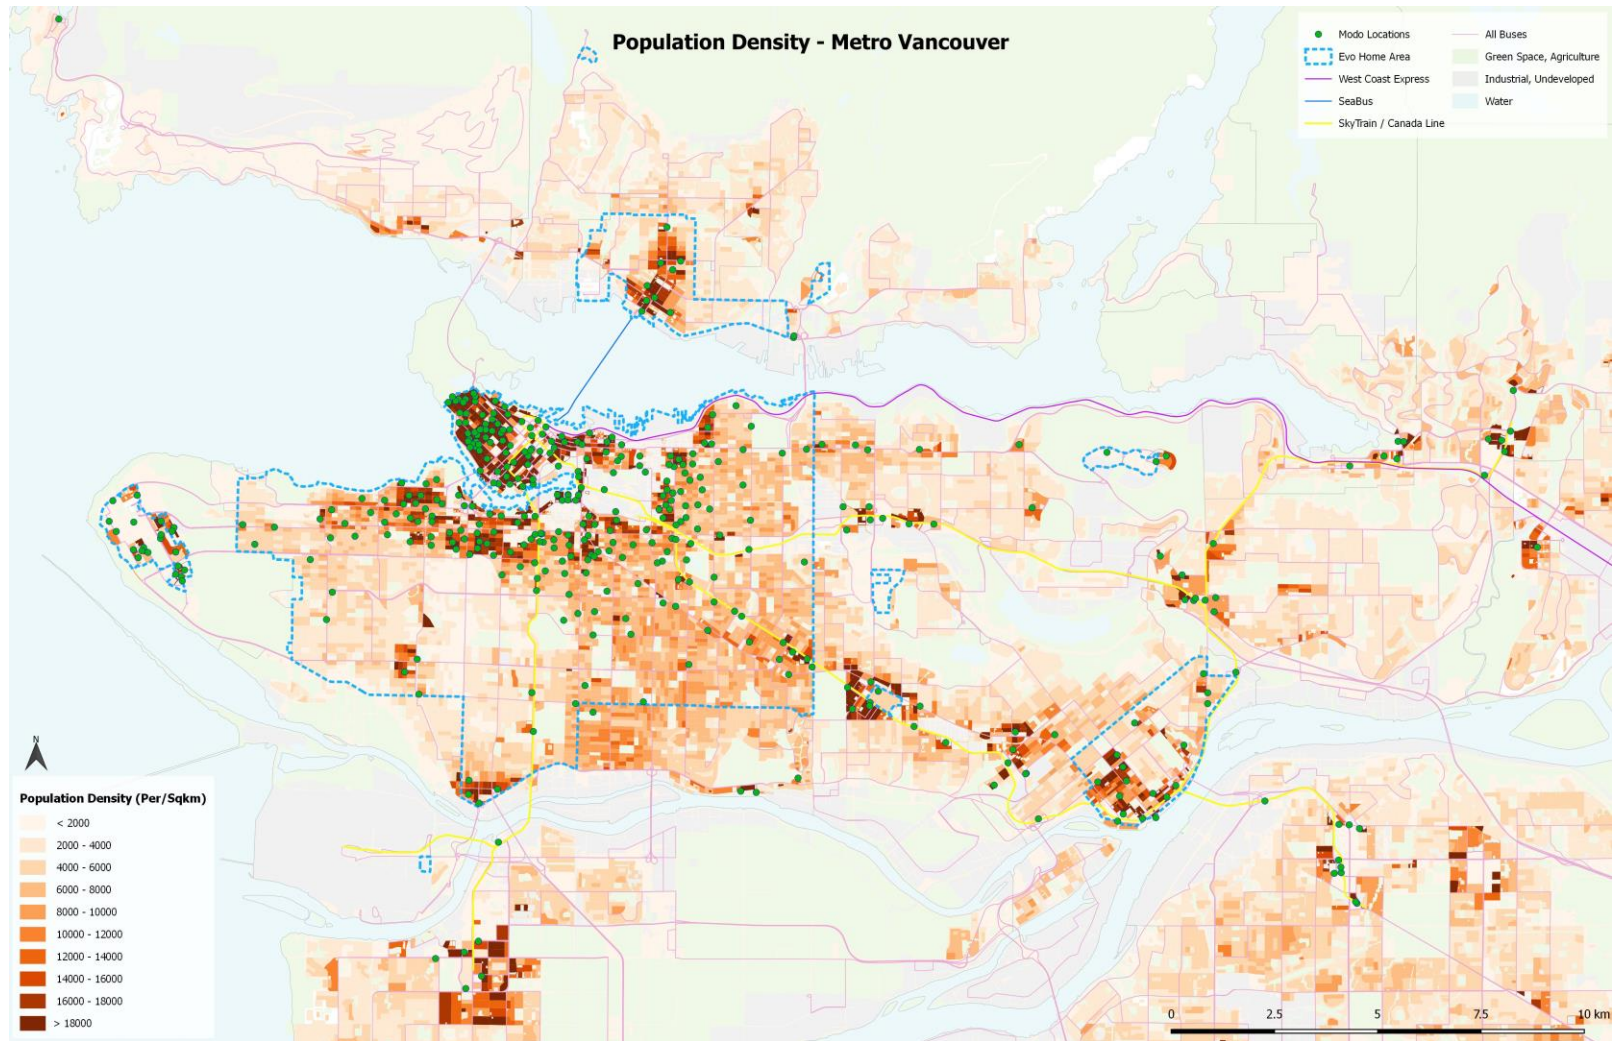 Population Density - Metro Vancouver
Modo Locations
Evo Home Area
West Coast Express
SeaBus
SkyTrain / Canada Line
All Buses
Green Space, Agriculture
Industrial, Undeveloped
Water
N
Population Density (Per/Sqkm)
< 2000
2000 - 4000
4000 - 6000
6000 - 8000
8000 - 10000
10000 - 12000
12000 - 14000
14000 - 16000
16000 - 18000
> 18000
0 2.5 5 7.5 10 km